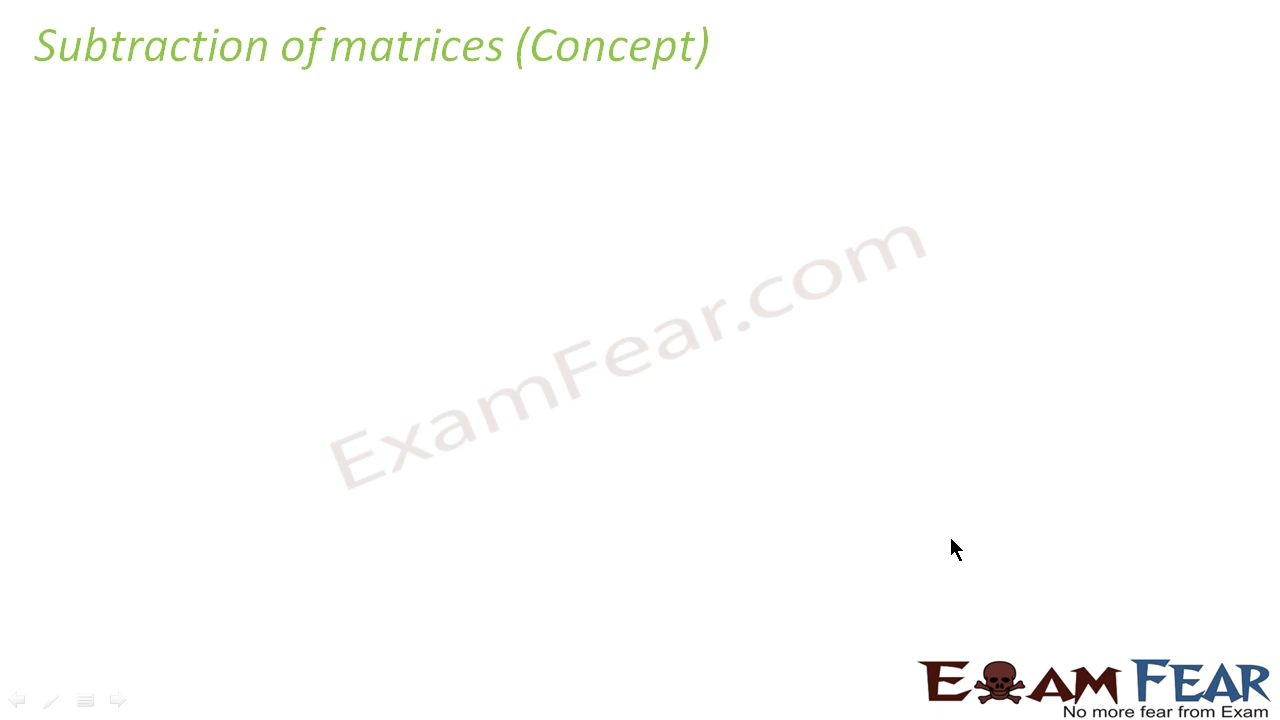 Subtraction of matrices (Concept)
ExamFear.com
EXAM FEAR
No more fear from Exam